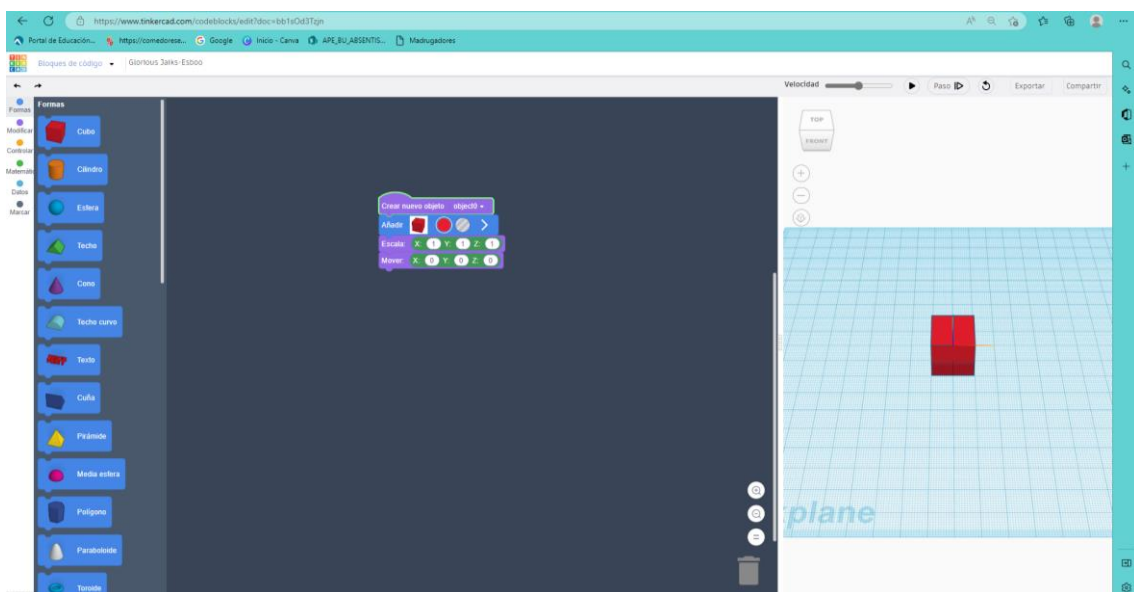 https://www.tinkercad.com/codeblocks/edit?doc=bb1sOd3Tzjn
Portal de Educación...
https://comedorese...
Google
Inicio - Canva
APE_BU_ABSENTIS...
Madrugadores
Bloques de código
Glorious
Velocidad
Paso
Exportar
Compartir
Formas
Modificar
Controlar
Matemáti
Datos
Marcar
Formas
Cubo
Cilindro
Esfera
Techo
Cono
Techo curvo
Texto
Cuña
Pirámide
Media esfera
Polígono
Paraboloide
Toroide
Crear nuevo objeto object0
Añadir
Escala: X: 1 Y: 1 Z: 1
Mover: X: 0 Y: 0 Z: 0
TOP
FRONT
plane